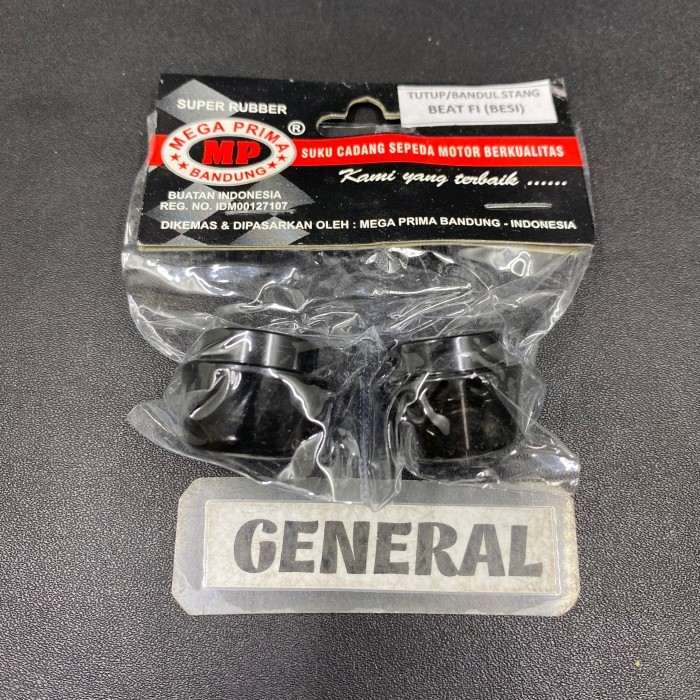 TUTUP/BANDUL STANG
BEAT FI (BESI)
SUPER RUBBER
MEGA PRIMA
MP
BANDUNG
®
SUKU CADANG SEPEDA MOTOR BERKUALITAS
Kami yang terbaik ......
BUATAN INDONESIA
REG. NO. IDM00127107
DIKEMAS & DIPASARKAN OLEH : MEGA PRIMA BANDUNG - INDONESIA
GENERAL